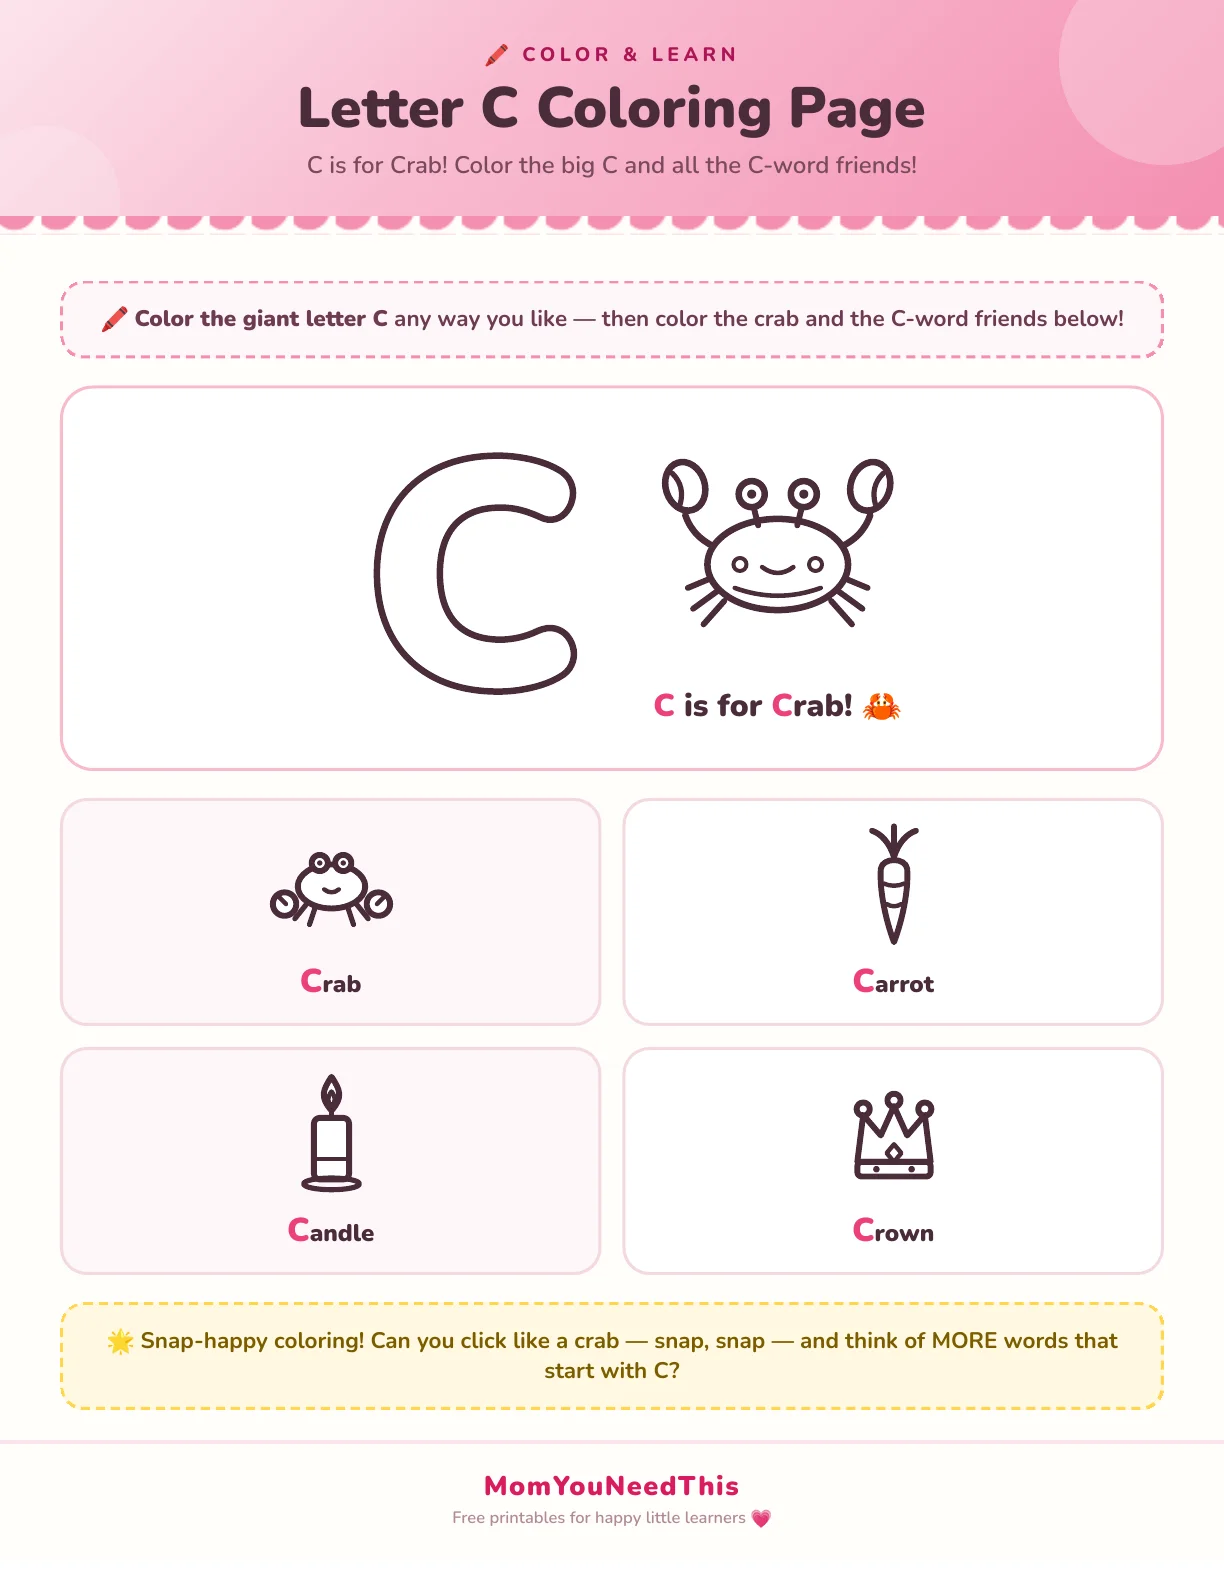 🖍️ COLOR & LEARN
Letter C Coloring Page
C is for Crab! Color the big C and all the C-word friends!
🖍️ Color the giant letter C any way you like — then color the crab and the C-word friends below!
C
C is for Crab! 🦀
Crab
Carrot
Candle
Crown
🌟 Snap-happy coloring! Can you click like a crab — snap, snap — and think of MORE words that
start with C?
MomYouNeedThis
Free printables for happy little learners 💗